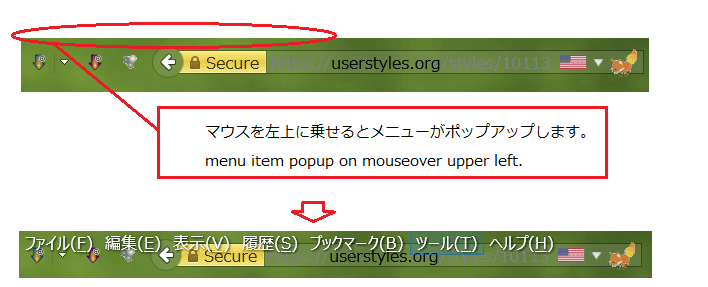 Secure https://userstyles.org/styles/10113
マウスを左上に乗せるとメニューがポップアップします。
menu item popup on mouseover upper left.
ファイル(F) 編集(E) 表示(V) 履歴(S) ブックマーク(B) ツール(T) ヘルプ(H)
Secure https://userstyles.org/styles/10113